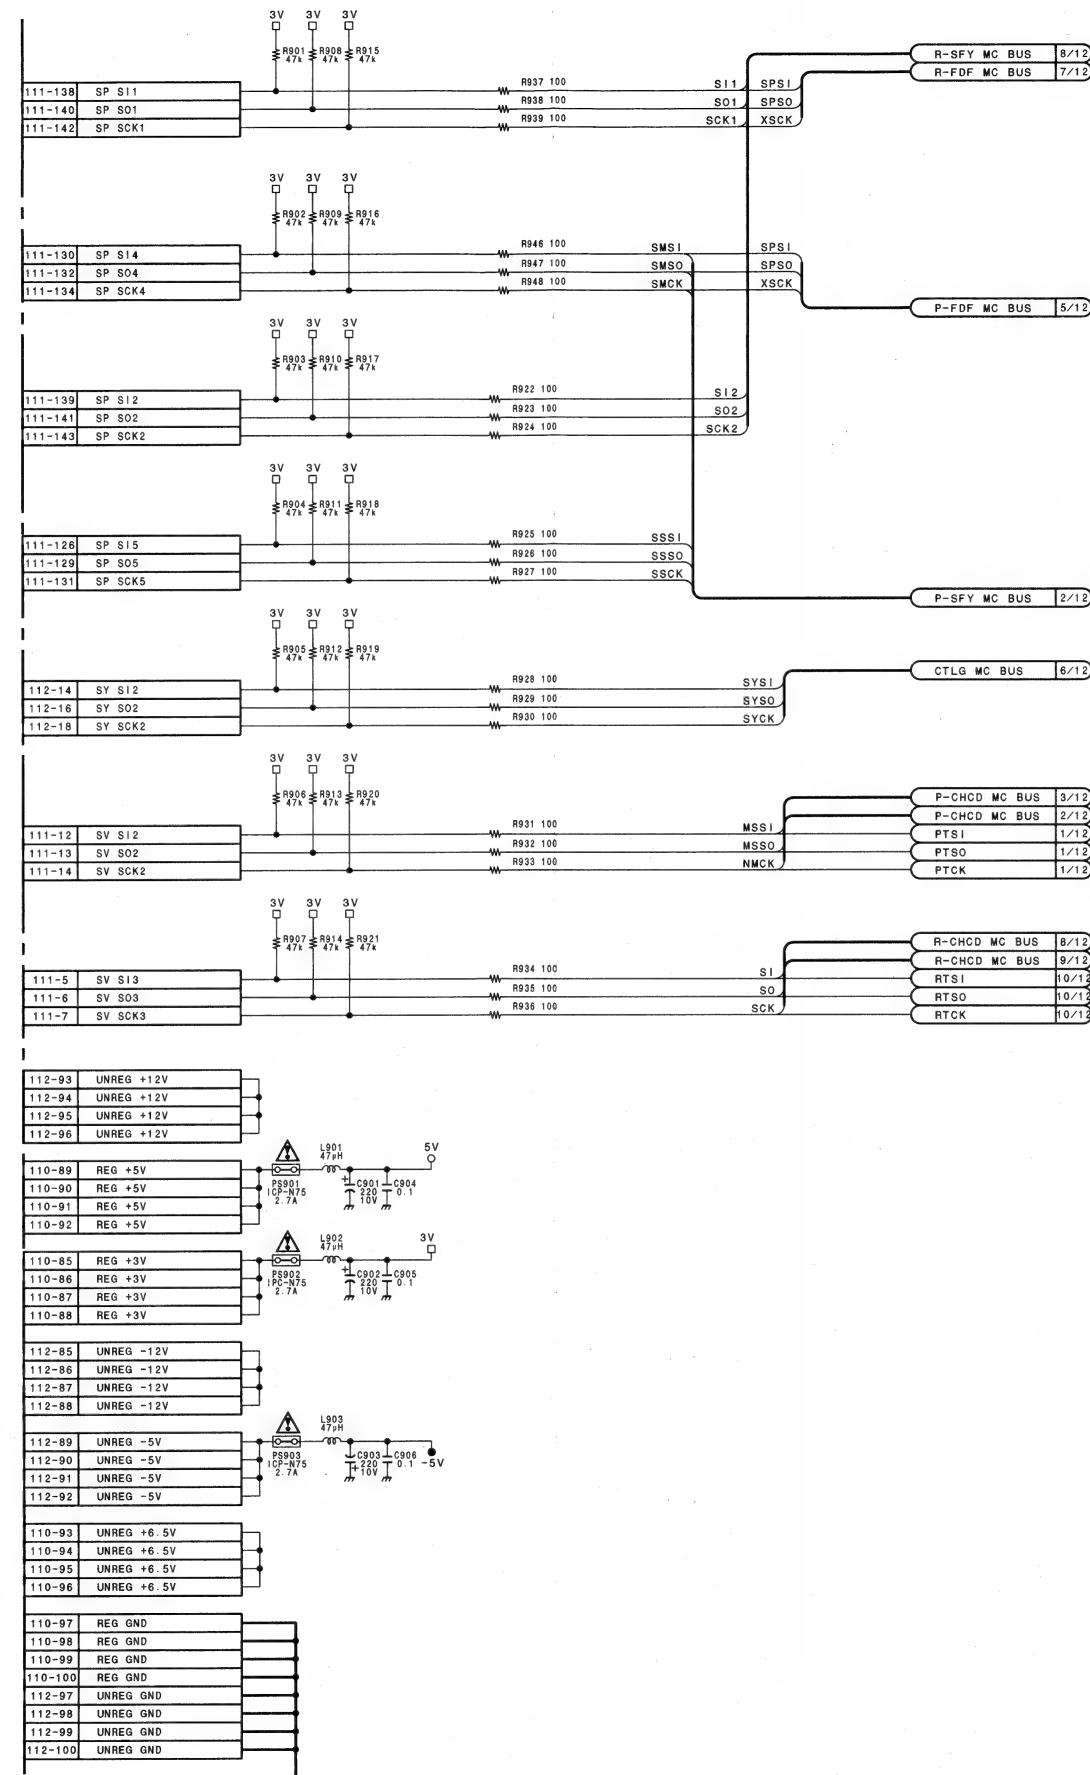 3V 3V 3V
R901 47k R908 47k R915 47k
R-SFY MC BUS 8/12
R-FDF MC BUS 7/12
111-138 SP SI1 R937 100 SI1 SPSI
111-140 SP SO1 R938 100 SO1 SPSO
111-142 SP SCK1 R939 100 SCK1 XSCK
3V 3V 3V
R902 47k R909 47k R916 47k
111-130 SP SI4 R946 100 SMSI SPSI
111-132 SP SO4 R947 100 SMSO SPSO
111-134 SP SCK4 R948 100 SMCK XSCK
P-FDF MC BUS 5/12
3V 3V 3V
R903 47k R910 47k R917 47k
111-139 SP SI2 R922 100 SI2
111-141 SP SO2 R923 100 SO2
111-143 SP SCK2 R924 100 SCK2
3V 3V 3V
R904 47k R911 47k R918 47k
111-126 SP SI5 R925 100 SSSI
111-129 SP SO5 R926 100 SSSO
111-131 SP SCK5 R927 100 SSCK
P-SFY MC BUS 2/12
3V 3V 3V
R905 47k R912 47k R919 47k
CTLG MC BUS 6/12
112-14 SY SI2 R928 100 SYSI
112-16 SY SO2 R929 100 SYSO
112-18 SY SCK2 R930 100 SYCK
3V 3V 3V
R906 47k R913 47k R920 47k
P-CHCD MC BUS 3/12
P-CHCD MC BUS 2/12
111-12 SV SI2 R931 100 MSSI PTSI 1/12
111-13 SV SO2 R932 100 MSSO PTSO 1/12
111-14 SV SCK2 R933 100 NMCK PTCK 1/12
3V 3V 3V
R907 47k R914 47k R921 47k
R-CHCD MC BUS 8/12
R-CHCD MC BUS 9/12
111-5 SV SI3 R934 100 SI RTSI 10/12
111-6 SV SO3 R935 100 SO RTSO 10/12
111-7 SV SCK3 R936 100 SCK RTCK 10/12
112-93 UNREG +12V
112-94 UNREG +12V
112-95 UNREG +12V
112-96 UNREG +12V
L901 47μH 5V
110-89 REG +5V
110-90 REG +5V
110-91 REG +5V
110-92 REG +5V
PS901 ICP-N75 2.7A
+ C901 220 10V C904 0.1
L902 47μH 3V
110-85 REG +3V
110-86 REG +3V
110-87 REG +3V
110-88 REG +3V
PS902 IPC-N75 2.7A
+ C902 220 10V C905 0.1
112-85 UNREG -12V
112-86 UNREG -12V
112-87 UNREG -12V
112-88 UNREG -12V
L903 47μH
112-89 UNREG -5V
112-90 UNREG -5V
112-91 UNREG -5V
112-92 UNREG -5V
PS903 ICP-N75 2.7A
C903 220 + 10V C906 0.1 -5V
110-93 UNREG +6.5V
110-94 UNREG +6.5V
110-95 UNREG +6.5V
110-96 UNREG +6.5V
110-97 REG GND
110-98 REG GND
110-99 REG GND
110-100 REG GND
112-97 UNREG GND
112-98 UNREG GND
112-99 UNREG GND
112-100 UNREG GND